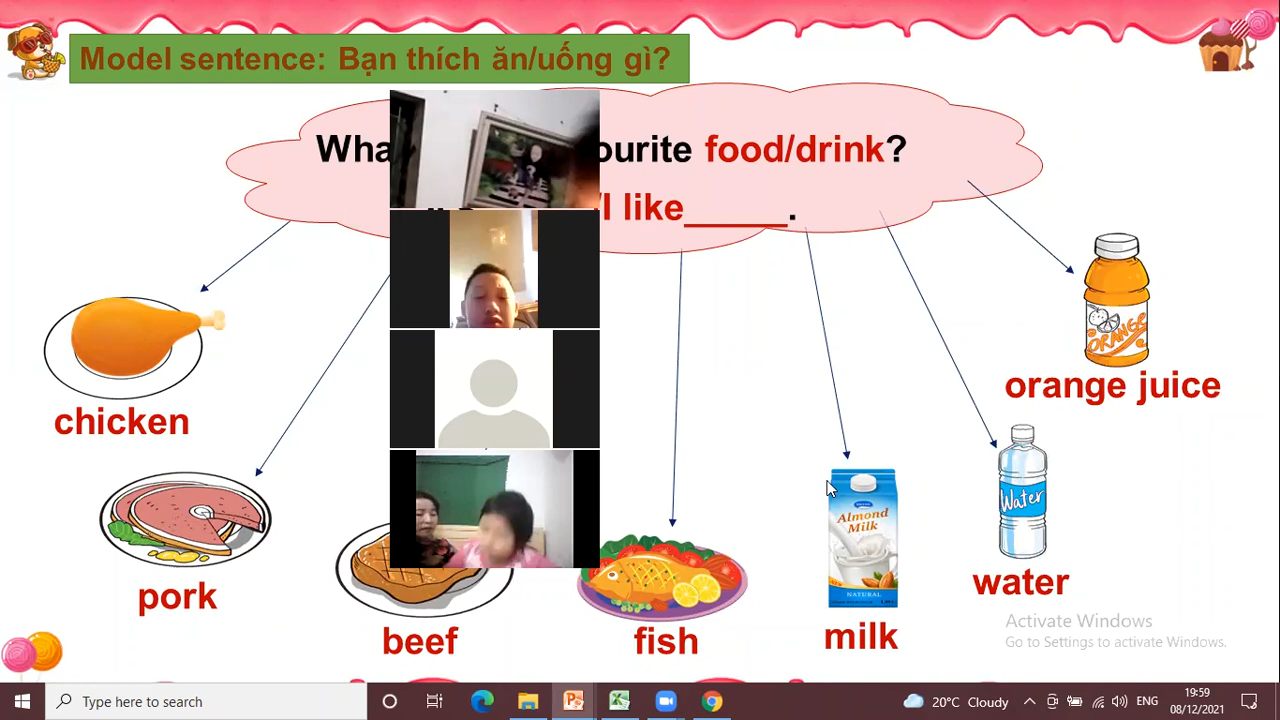 Model sentence: Bạn thích ăn/uống gì?
ourite food/drink?
/I like_____.
ORANGE
orange juice
chicken
Almond
Milk
NATURAL
Water
water
pork
beef
fish
milk
Activate Windows
Go to Settings to activate Windows.
Type here to search
20°C Cloudy
ENG
19:59
08/12/2021